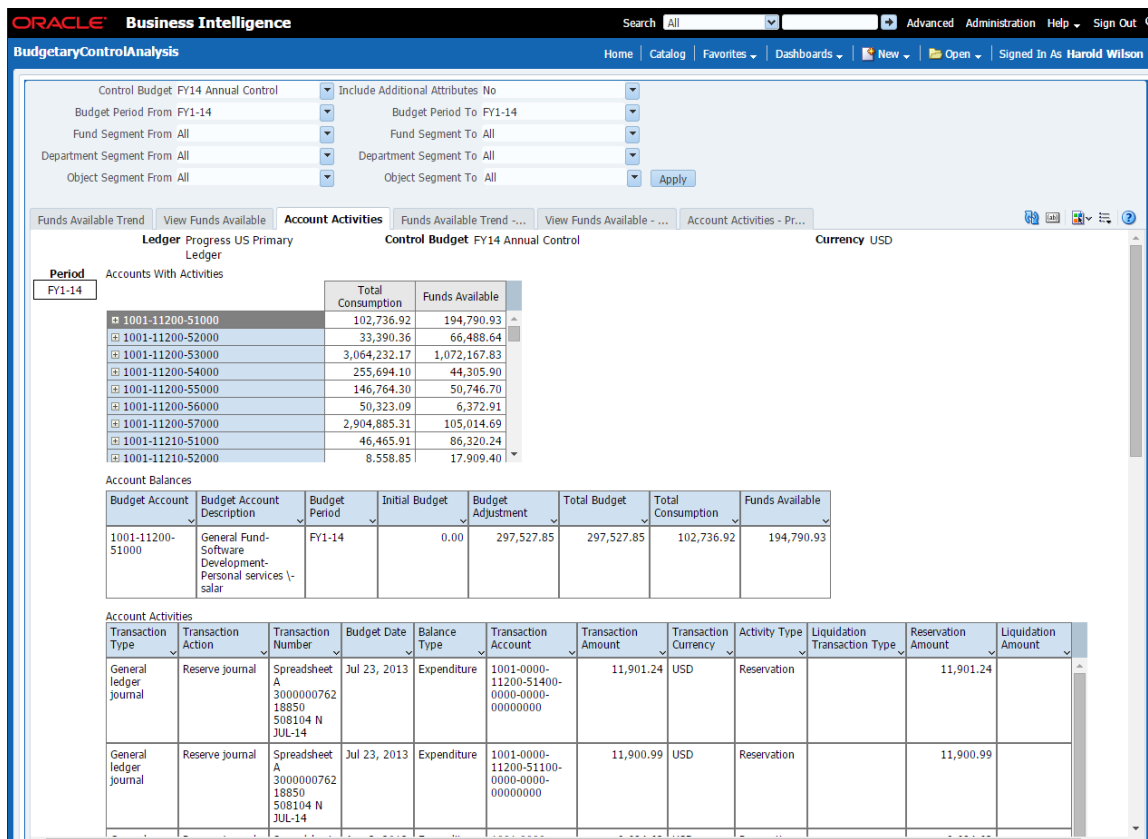 ORACLE Business Intelligence Search All Advanced Administration Help Sign Out
BudgetaryControlAnalysis Home Catalog Favorites Dashboards New Open Signed In As Harold Wilson
Control Budget FY14 Annual Control Include Additional Attributes No
Budget Period From FY1-14 Budget Period To FY1-14
Fund Segment From All Fund Segment To All
Department Segment From All Department Segment To All
Object Segment From All Object Segment To All Apply
Funds Available Trend View Funds Available Account Activities Funds Available Trend -... View Funds Available - ... Account Activities - Pr...
Ledger Progress US Primary Control Budget FY14 Annual Control Currency USD
Ledger
Period Accounts With Activities
FY1-14
Total Funds Available
Consumption
1001-11200-51000 102,736.92 194,790.93
1001-11200-52000 33,390.36 66,488.64
1001-11200-53000 3,064,232.17 1,072,167.83
1001-11200-54000 255,694.10 44,305.90
1001-11200-55000 146,764.30 50,746.70
1001-11200-56000 50,323.09 6,372.91
1001-11200-57000 2,904,885.31 105,014.69
1001-11210-51000 46,465.91 86,320.24
1001-11210-52000 8,558.85 17,909.40
Account Balances
Budget Account Budget Account Budget Initial Budget Budget Total Budget Total Funds Available
Description Period Adjustment Consumption
1001-11200- General Fund- FY1-14 0.00 297,527.85 297,527.85 102,736.92 194,790.93
51000 Software
Development-
Personal services \-
salar
Account Activities
Transaction Transaction Transaction Budget Date Balance Transaction Transaction Transaction Activity Type Liquidation Reservation Liquidation
Type Action Number Type Account Amount Currency Transaction Type Amount Amount
General Reserve journal Spreadsheet Jul 23, 2013 Expenditure 1001-0000- 11,901.24 USD Reservation 11,901.24
ledger A 11200-51400-
journal 3000000762 0000-0000-
18850 00000000
508104 N
JUL-14
General Reserve journal Spreadsheet Jul 23, 2013 Expenditure 1001-0000- 11,900.99 USD Reservation 11,900.99
ledger A 11200-51100-
journal 3000000762 0000-0000-
18850 00000000
508104 N
JUL-14